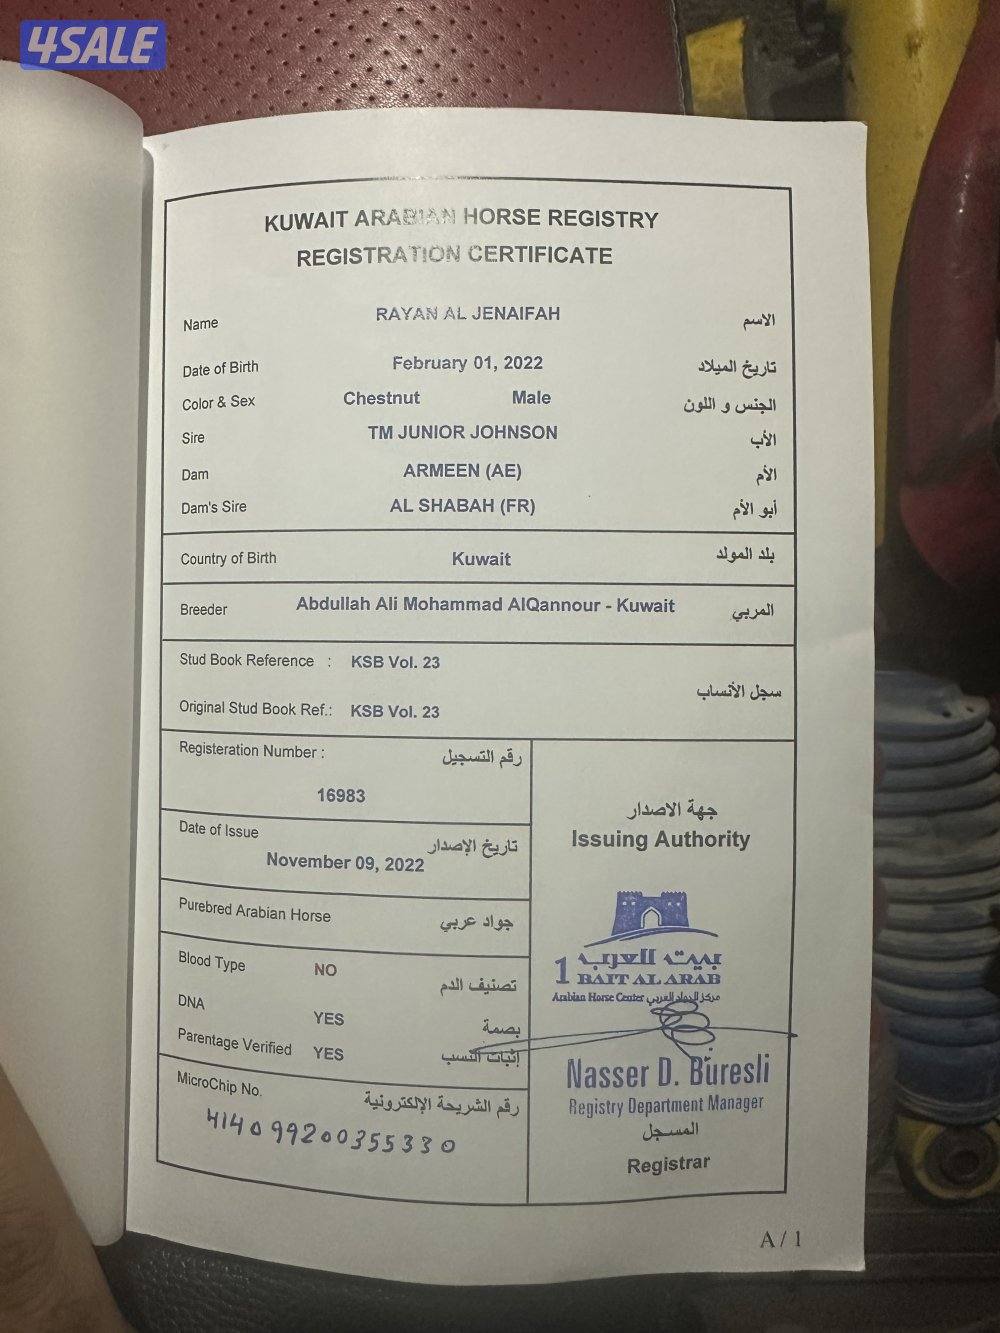 4SALE
KUWAIT ARABIAN HORSE REGISTRY
REGISTRATION CERTIFICATE
Name RAYAN AL JENAIFAH الاسم
Date of Birth February 01, 2022 تاريخ الميلاد
Color & Sex Chestnut Male الجنس و اللون
Sire TM JUNIOR JOHNSON الأب
Dam ARMEEN (AE) الأم
Dam's Sire AL SHABAH (FR) أبو الأم
Country of Birth Kuwait بلد المولد
Breeder Abdullah Ali Mohammad AlQannour - Kuwait المربي
Stud Book Reference : KSB Vol. 23
سجل الأنساب
Original Stud Book Ref.: KSB Vol. 23
Registeration Number : رقم التسجيل
16983
Date of Issue تاريخ الإصدار
November 09, 2022
Purebred Arabian Horse جواد عربي
Blood Type NO تصنيف الدم
DNA YES بصمة
Parentage Verified YES إثبات النسب
MicroChip No. رقم الشريحة الإلكترونية
414099200355330
جهة الاصدار
Issuing Authority
بيت العرب
1 BAIT AL ARAB
Arabian Horse Center مركز الجواد العربي
Nasser D. Buresli
Registry Department Manager
المسجل
Registrar
A / 1